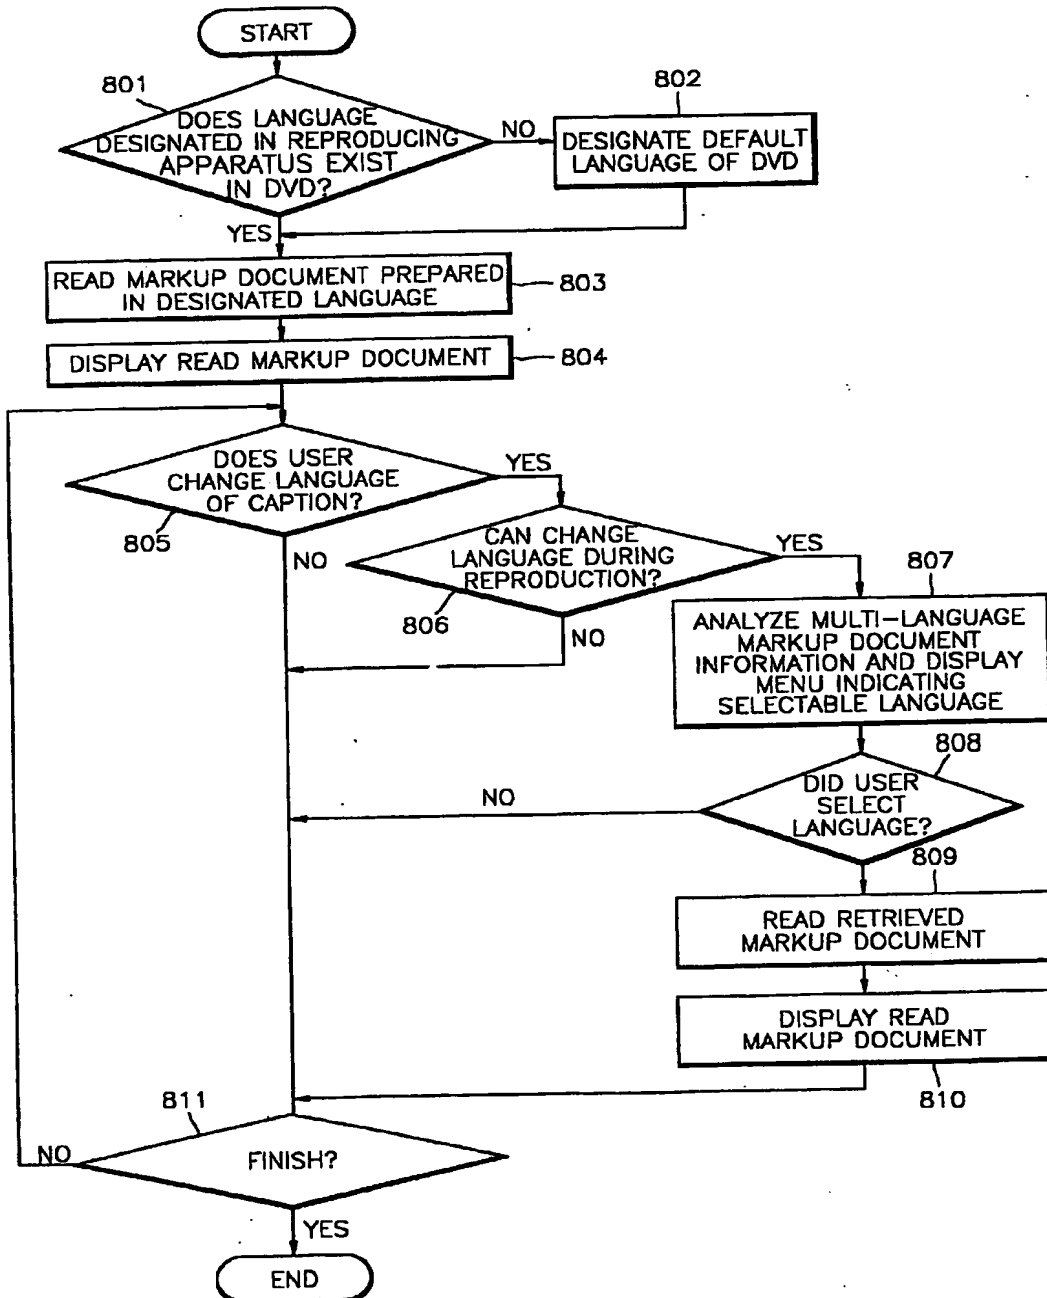 START
801
DOES LANGUAGE
DESIGNATED IN REPRODUCING
APPARATUS EXIST
IN DVD?
NO
802
DESIGNATE DEFAULT
LANGUAGE OF DVD
YES
READ MARKUP DOCUMENT PREPARED
IN DESIGNATED LANGUAGE
803
DISPLAY READ MARKUP DOCUMENT
804
DOES USER
CHANGE LANGUAGE
OF CAPTION?
805
YES
NO
CAN CHANGE
LANGUAGE DURING
REPRODUCTION?
806
YES
NO
807
ANALYZE MULTI-LANGUAGE
MARKUP DOCUMENT
INFORMATION AND DISPLAY
MENU INDICATING
SELECTABLE LANGUAGE
808
DID USER
SELECT
LANGUAGE?
NO
809
READ RETRIEVED
MARKUP DOCUMENT
DISPLAY READ
MARKUP DOCUMENT
810
811
FINISH?
NO
YES
END